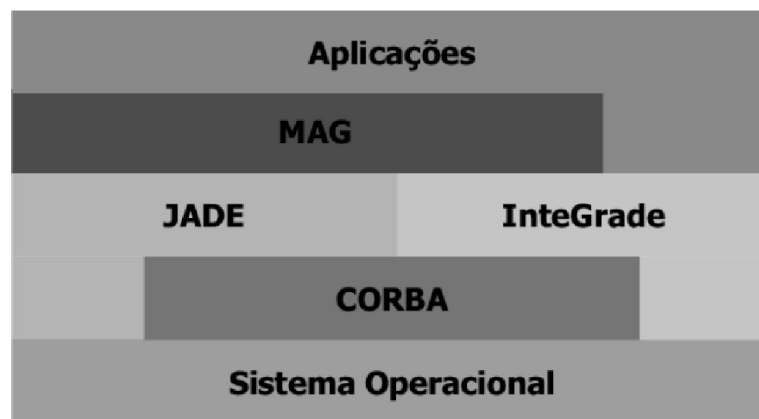 Aplicações
MAG
JADE InteGrade
CORBA
Sistema Operacional